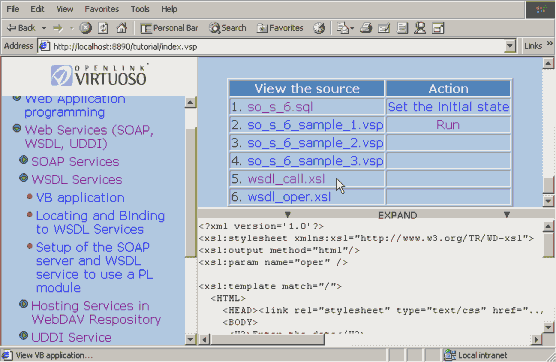 File Edit View Favorites Tools Help
Back Personal Bar Search Favorites
Address http://localhost:8890/tutorial/index.vsp Links »
OPENLINK
VIRTUOSO
Web Application
programming
Web Services (SOAP,
WSDL, UDDI)
SOAP Services
WSDL Services
VB application
Locating and Binding
to WSDL Services
Setup of the SOAP
server and WSDL
service to use a PL
module
Hosting Services in
WebDAV Respository
UDDI Service
View the source Action
1. so_s_6.sql Set the Initial state
2. so_s_6_sample_1.vsp Run
3. so_s_6_sample_2.vsp
4. so_s_6_sample_3.vsp
5. wsdl_call.xsl
6. wsdl_oper.xsl
EXPAND
<?xml version='1.0'?>
<xsl:stylesheet xmlns:xsl="http://www.w3.org/TR/WD-xsl">
<xsl:output method="html"/>
<xsl:param name="oper" />
<xsl:template match="/">
<HTML>
<HEAD><link rel="stylesheet" type="text/css" href="..,
<BODY>
View VB application... Local intranet